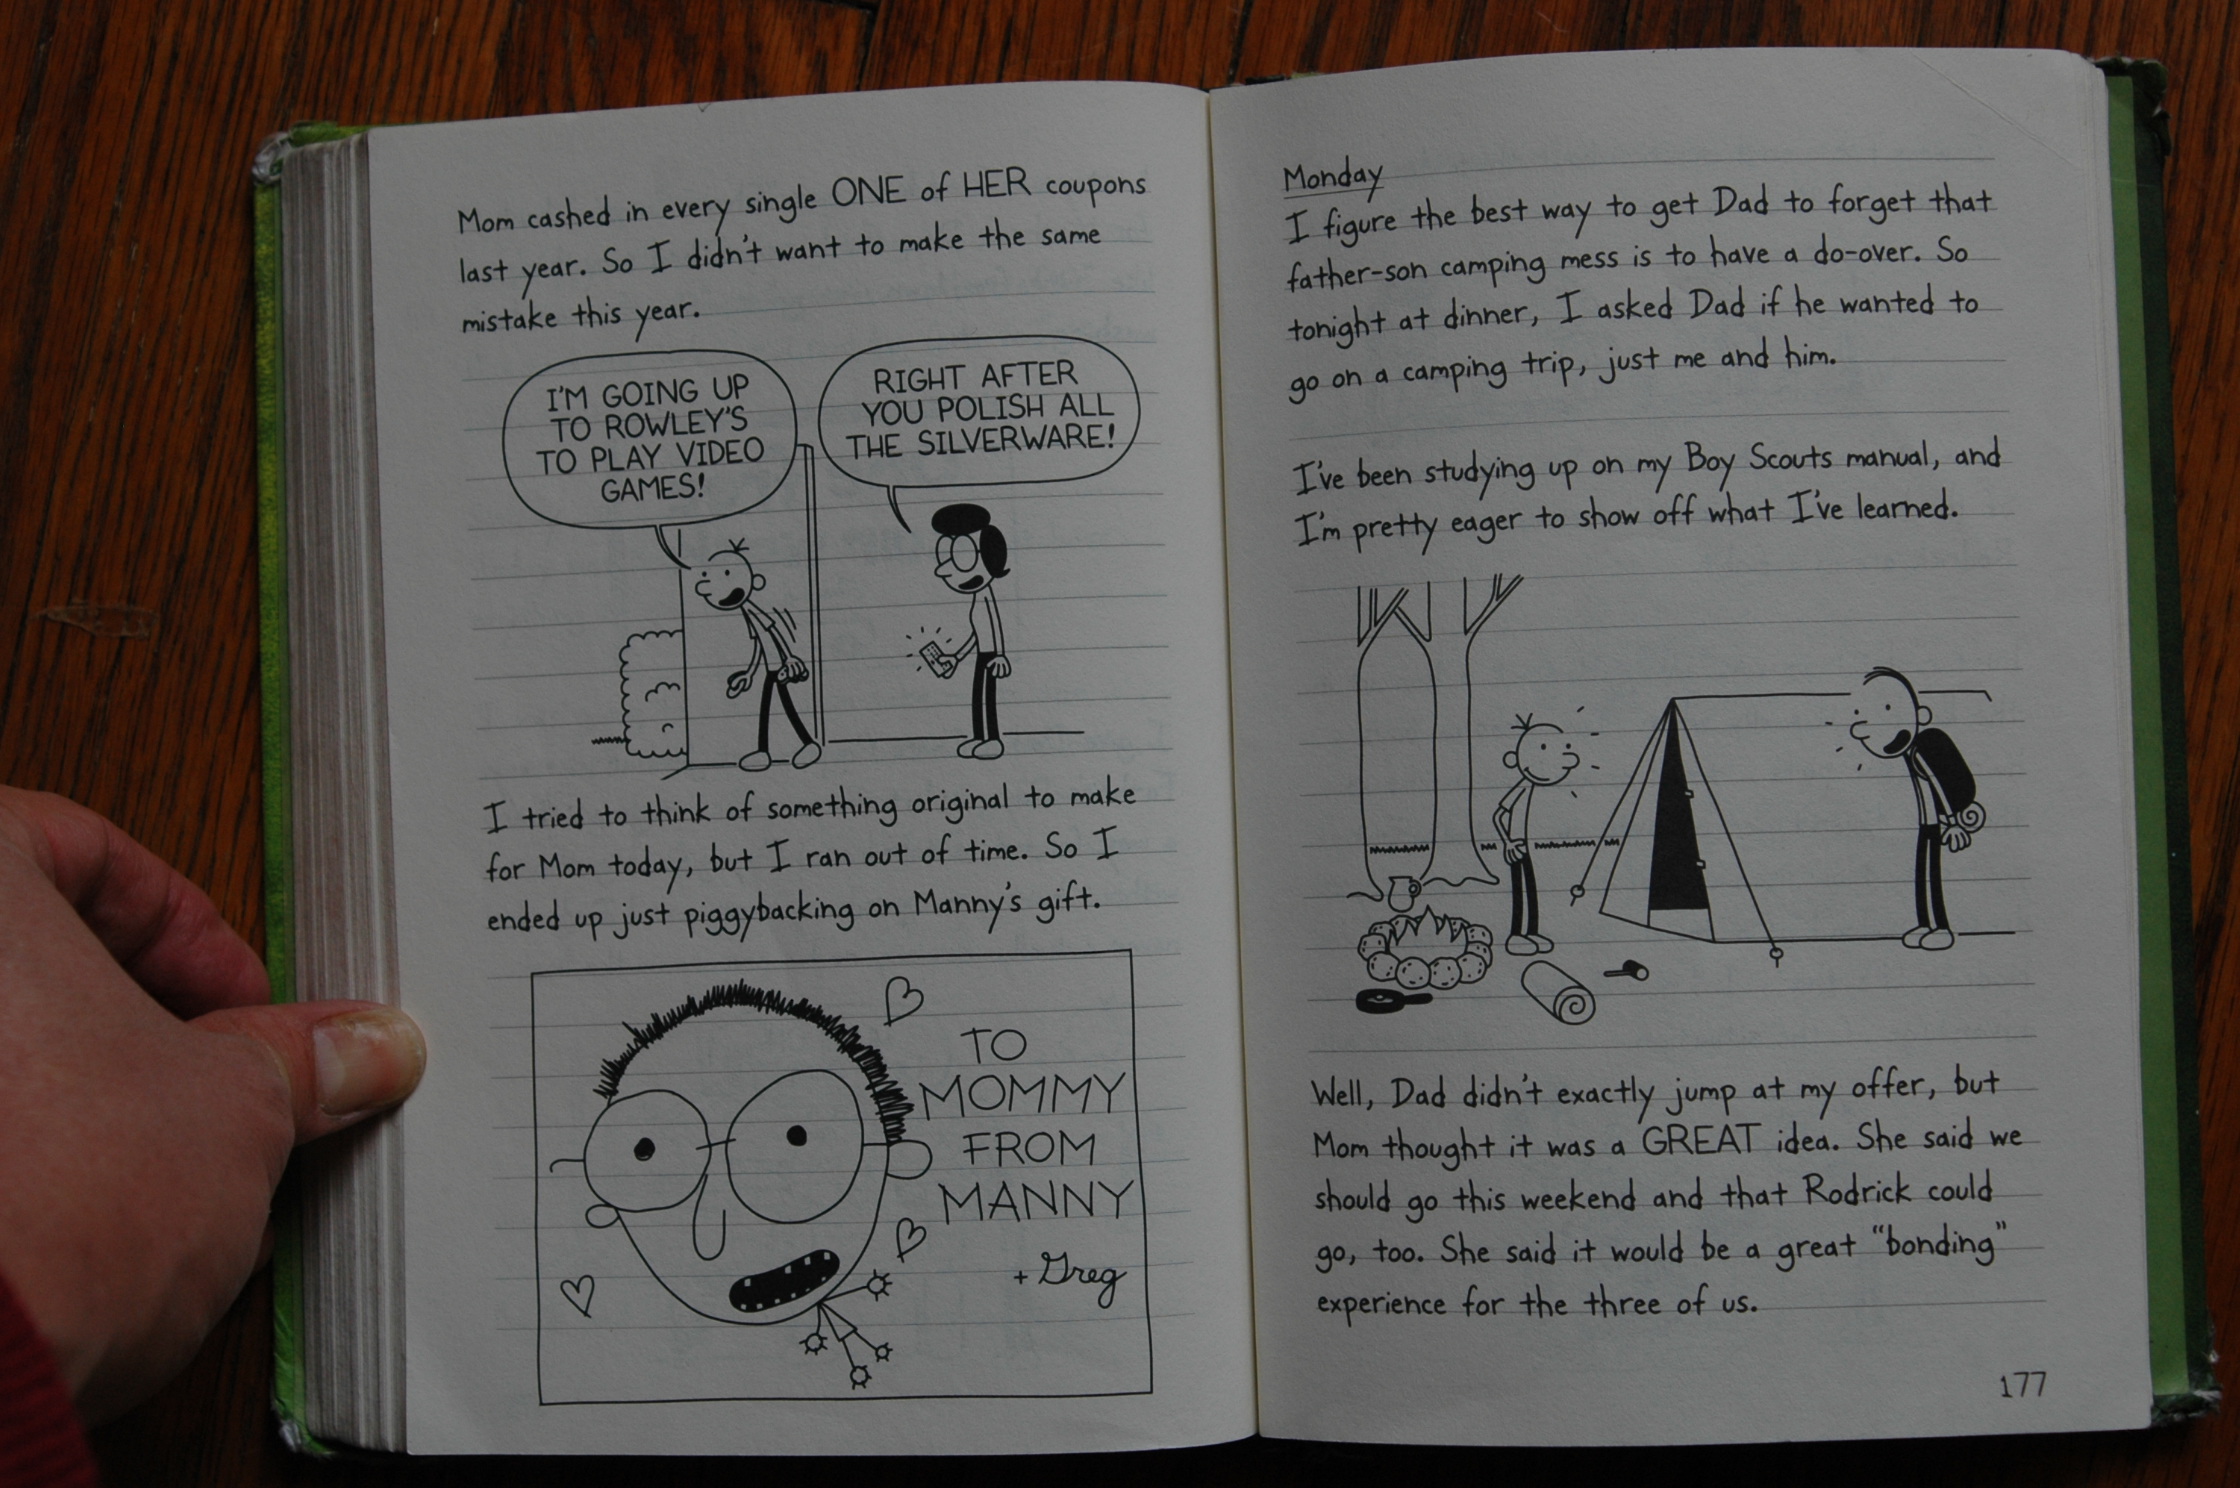 Mom cashed in every single ONE of HER coupons
last year. So I didn't want to make the same
mistake this year.
I'M GOING UP
TO ROWLEY'S
TO PLAY VIDEO
GAMES!
RIGHT AFTER
YOU POLISH ALL
THE SILVERWARE!
I tried to think of something original to make
for Mom today, but I ran out of time. So I
ended up just piggybacking on Manny's gift.
TO
MOMMY
FROM
MANNY
+ Greg
Monday
I figure the best way to get Dad to forget that
father-son camping mess is to have a do-over. So
tonight at dinner, I asked Dad if he wanted to
go on a camping trip, just me and him.
I've been studying up on my Boy Scouts manual, and
I'm pretty eager to show off what I've learned.
Well, Dad didn't exactly jump at my offer, but
Mom thought it was a GREAT idea. She said we
should go this weekend and that Rodrick could
go, too. She said it would be a great "bonding"
experience for the three of us.
177